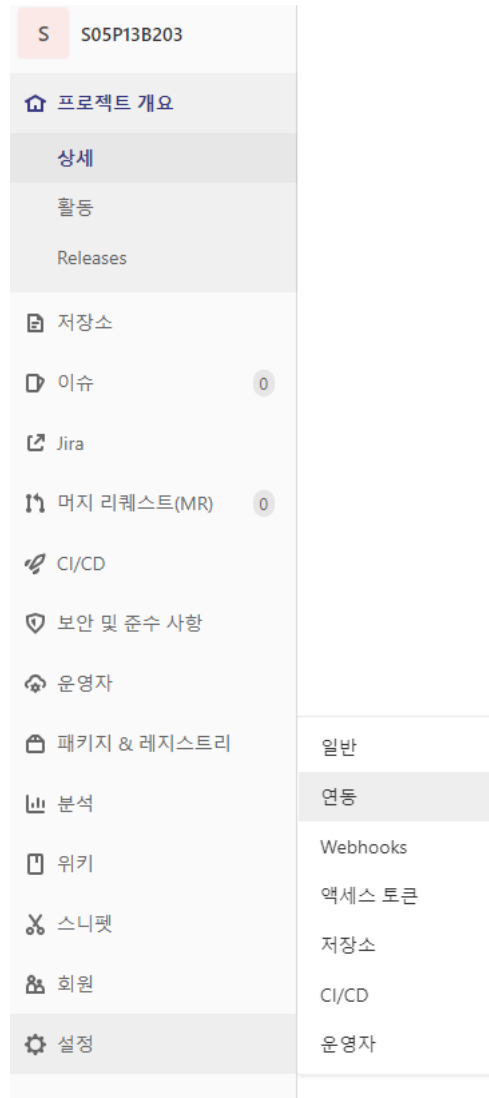 S S05P13B203
프로젝트 개요
상세
활동
Releases
저장소
이슈 0
Jira
머지 리퀘스트(MR) 0
CI/CD
보안 및 준수 사항
운영자
패키지 & 레지스트리
분석
위키
스니펫
회원
설정
일반
연동
Webhooks
액세스 토큰
저장소
CI/CD
운영자